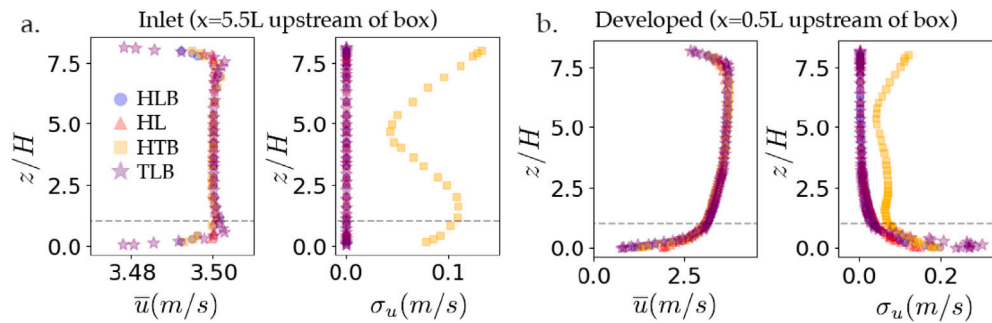 a.
Inlet (x=5.5L upstream of box)
z/H
7.5
5.0
2.5
0.0
HLB
HL
HTB
TLB
3.48
3.50
u̅(m/s)
z/H
7.5
5.0
2.5
0.0
0.0
0.1
σ_u(m/s)
b.
Developed (x=0.5L upstream of box)
z/H
7.5
5.0
2.5
0.0
0.0
2.5
u̅(m/s)
z/H
7.5
5.0
2.5
0.0
0.0
0.2
σ_u(m/s)